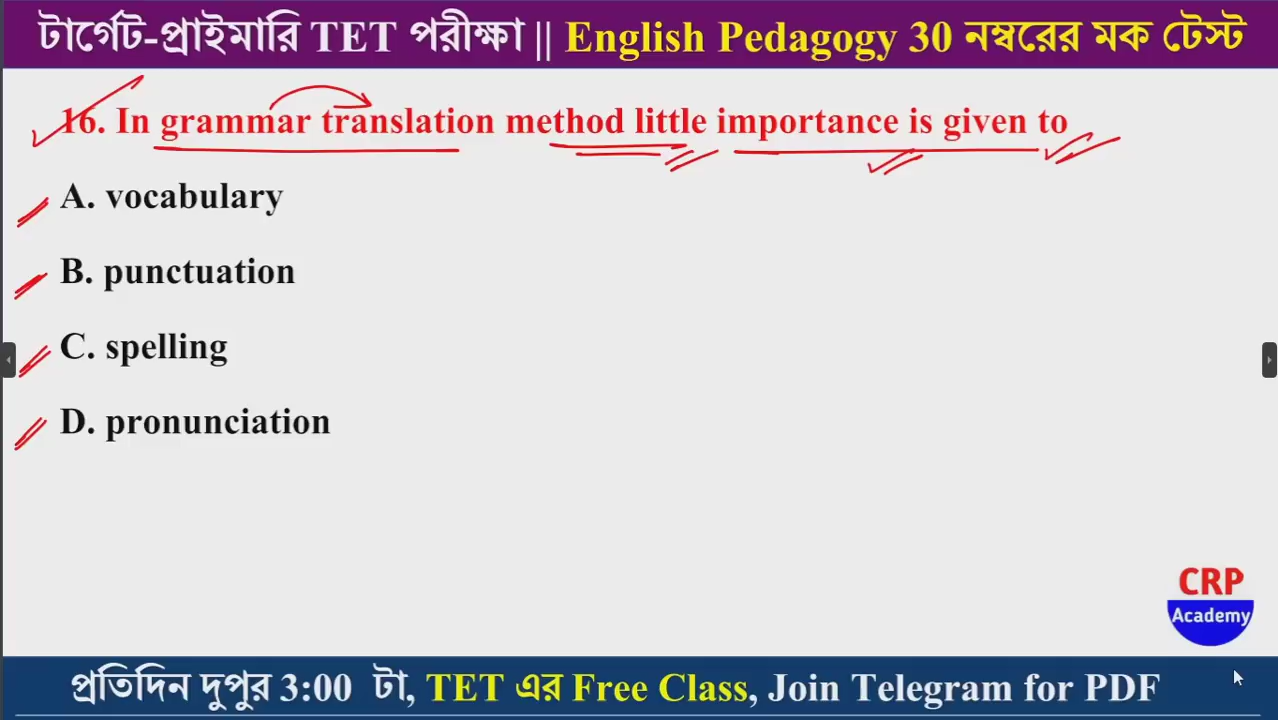 টার্গেট-প্রাইমারি TET পরীক্ষা || English Pedagogy 30 নম্বরের মক টেস্ট
16. In grammar translation method little importance is given to
A. vocabulary
B. punctuation
C. spelling
D. pronunciation
CRP
Academy
প্রতিদিন দুপুর 3:00 টা, TET এর Free Class, Join Telegram for PDF